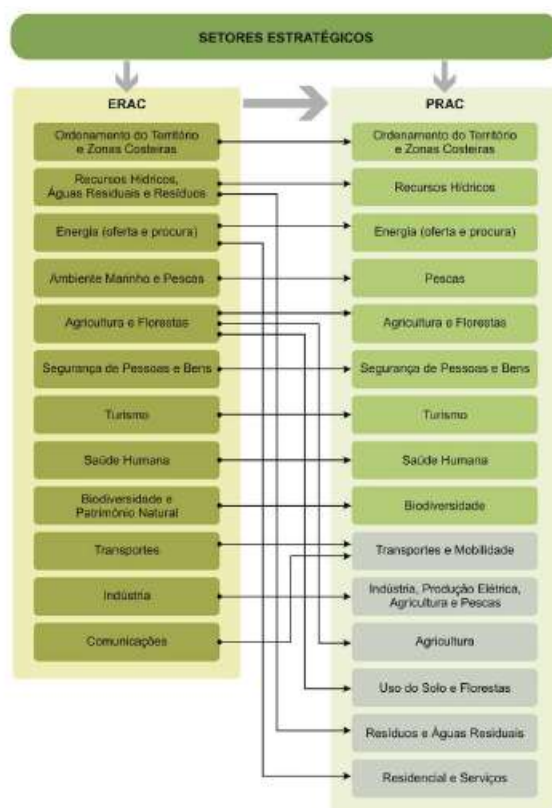 SETORES ESTRATÉGICOS
ERAC
Ordenamento do Território
e Zonas Costeiras
Recursos Hídricos,
Águas Residuais e Resíduos
Energia (oferta e procura)
Ambiente Marinho e Pescas
Agricultura e Florestas
Segurança de Pessoas e Bens
Turismo
Saúde Humana
Biodiversidade e
Património Natural
Transportes
Indústria
Comunicações
PRAC
Ordenamento do Território
e Zonas Costeiras
Recursos Hídricos
Energia (oferta e procura)
Pescas
Agricultura e Florestas
Segurança de Pessoas e Bens
Turismo
Saúde Humana
Biodiversidade
Transportes e Mobilidade
Indústria, Produção Elétrica,
Agricultura e Pescas
Agricultura
Uso do Solo e Florestas
Resíduos e Águas Residuais
Residencial e Serviços